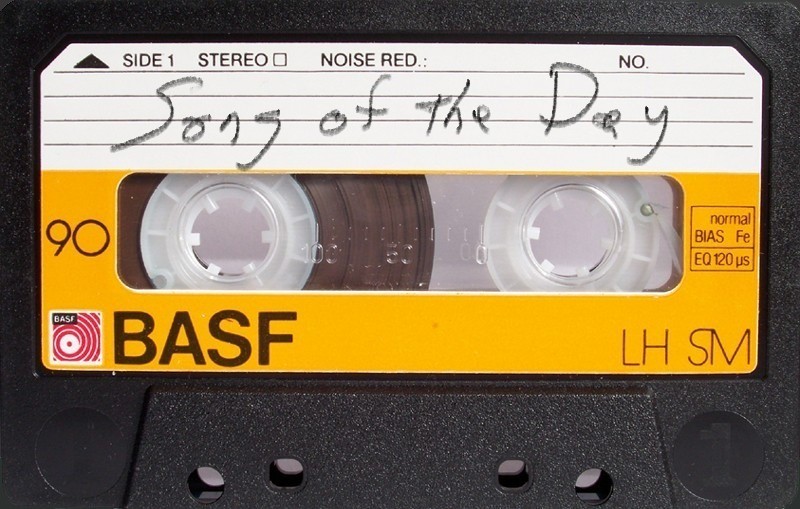 SIDE 1 STEREO NOISE RED.: NO.
Song of the Day
90
100 50 0
normal
BIAS Fe
EQ 120 µs
BASF
BASF
LH SM
1